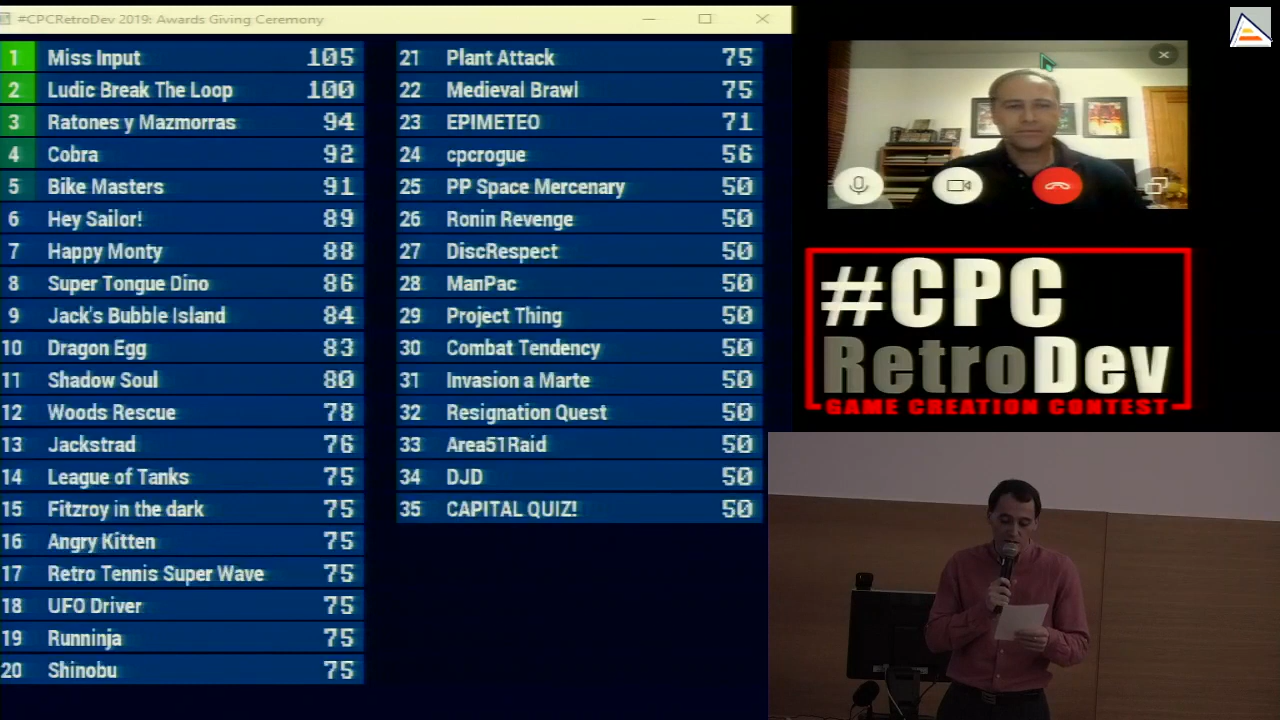 #CPCRetroDev 2019: Awards Giving Ceremony
1 Miss Input 105
2 Ludic Break The Loop 100
3 Ratones y Mazmorras 94
4 Cobra 92
5 Bike Masters 91
6 Hey Sailor! 89
7 Happy Monty 88
8 Super Tongue Dino 86
9 Jack's Bubble Island 84
10 Dragon Egg 83
11 Shadow Soul 80
12 Woods Rescue 78
13 Jackstrad 76
14 League of Tanks 75
15 Fitzroy in the dark 75
16 Angry Kitten 75
17 Retro Tennis Super Wave 75
18 UFO Driver 75
19 Runninja 75
20 Shinobu 75
21 Plant Attack 75
22 Medieval Brawl 75
23 EPIMETEO 71
24 cpcrogue 56
25 PP Space Mercenary 50
26 Ronin Revenge 50
27 DiscRespect 50
28 ManPac 50
29 Project Thing 50
30 Combat Tendency 50
31 Invasion a Marte 50
32 Resignation Quest 50
33 Area51Raid 50
34 DJD 50
35 CAPITAL QUIZ! 50
#CPC
RetroDev
GAME CREATION CONTEST